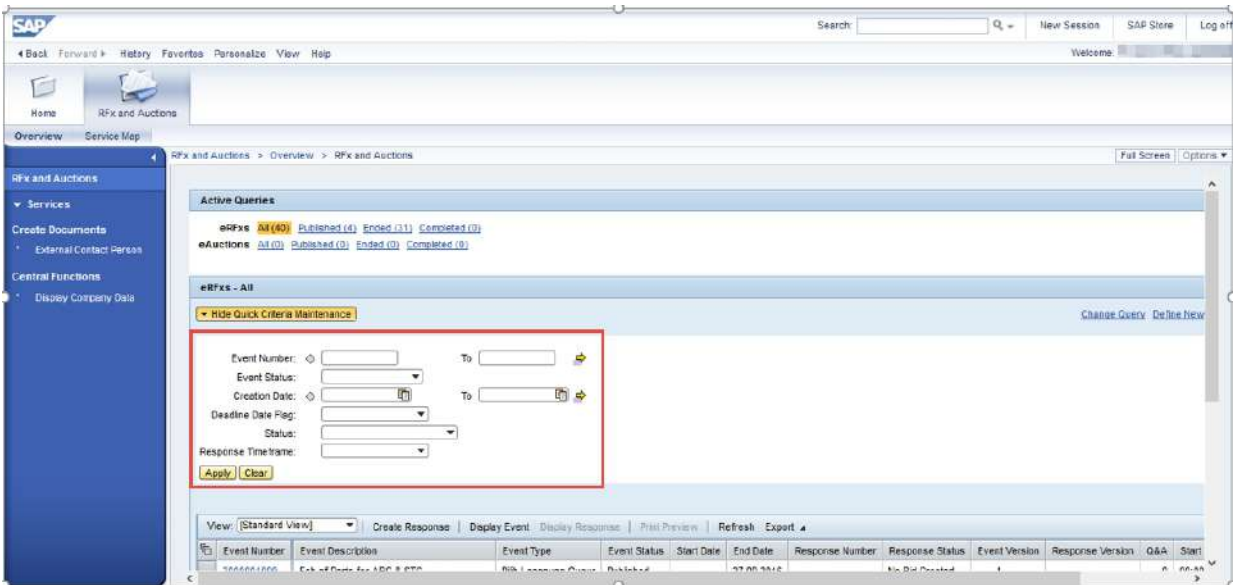 SAP Search: New Session SAP Store Log off
Back Forward History Favorites Personalize View Help Welcome:
Home RFx and Auctions
Overview Service Map
RFx and Auctions > Overview > RFx and Auctions Full Screen Options
RFx and Auctions
Services
Create Documents
External Contact Person
Central Functions
Display Company Data
Active Queries
eRFxs All (40) Published (4) Ended (31) Completed (0)
eAuctions All (0) Published (0) Ended (0) Completed (0)
eRFxs - All
Hide Quick Criteria Maintenance Change Query Define New
Event Number: To
Event Status:
Creation Date: To
Deadline Date Flag:
Status:
Response Timeframe:
Apply Clear
View: [Standard View] Create Response Display Event Display Response Print Preview Refresh Export
Event Number Event Description Event Type Event Status Start Date End Date Response Number Response Status Event Version Response Version Q&A Start
Published No Bid Created 1 0